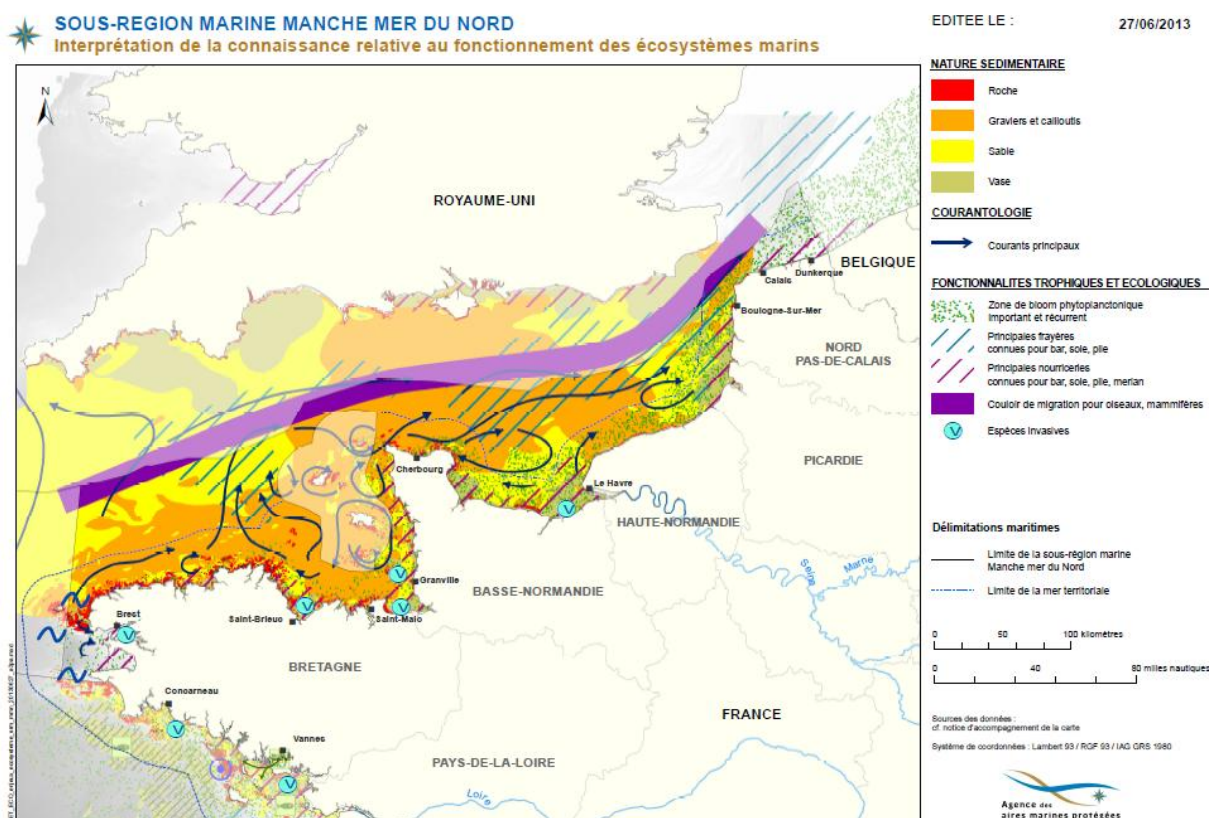 SOUS-REGION MARINE MANCHE MER DU NORD
Interprétation de la connaissance relative au fonctionnement des écosystèmes marins
EDITEE LE :
27/06/2013
N
ROYAUME-UNI
BELGIQUE
Dunkerque
Calais
Boulogne-Sur-Mer
NORD
PAS-DE-CALAIS
PICARDIE
Cherbourg
Le Havre
HAUTE-NORMANDIE
Seine
Marne
BASSE-NORMANDIE
Granville
Saint-Malo
Saint-Brieuc
Brest
BRETAGNE
Concarneau
Vannes
PAYS-DE-LA-LOIRE
Loire
FRANCE
V
V
V
V
V
V
V
NATURE SEDIMENTAIRE
Roche
Graviers et cailloutis
Sable
Vase
COURANTOLOGIE
Courants principaux
FONCTIONNALITES TROPHIQUES ET ECOLOGIQUES
Zone de bloom phytoplanctonique
Important et récurrent
Principales frayères
connues pour bar, sole, plie
Principales nourriceries
connues pour bar, sole, plie, merlan
Couloir de migration pour oiseaux, mammifères
V
Espèces invasives
Délimitations maritimes
Limite de la sous-région marine
Manche mer du Nord
Limite de la mer territoriale
0 50 100 kilomètres
0 40 80 milles nautiques
Sources des données :
cf. notice d'accompagnement de la carte
Système de coordonnées : Lambert 93 / RGF 93 / IAG GRS 1980
Agence des
aires marines protégées